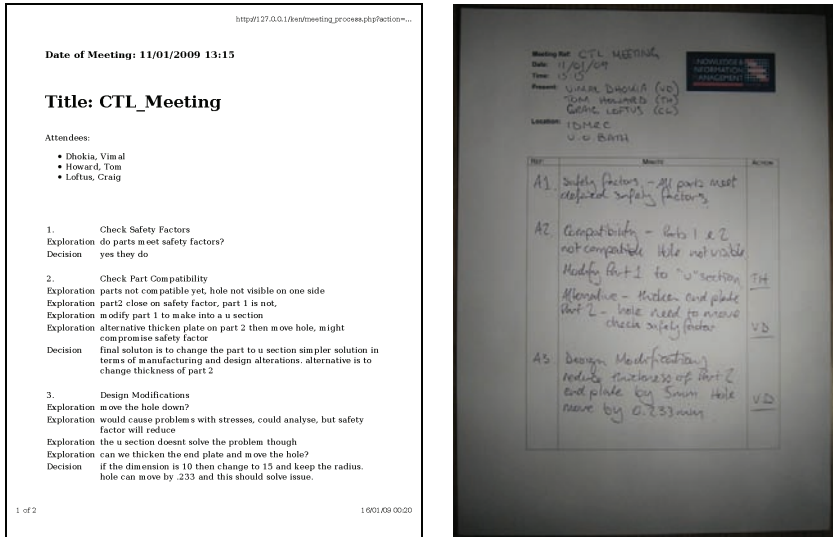 http://127.0.0.1/ken/meeting_process.php?action=...
Date of Meeting: 11/01/2009 13:15
Title: CTL_Meeting
Attendees:
Dhokia, Vimal
Howard, Tom
Loftus, Craig
1. Check Safety Factors
Exploration do parts meet safety factors?
Decision yes they do
2. Check Part Compatibility
Exploration parts not compatible yet, hole not visible on one side
Exploration part2 close on safety factor, part 1 is not,
Exploration modify part 1 to make into a u section
Exploration alternative thicken plate on part 2 then move hole, might
compromise safety factor
Decision final soluton is to change the part to u section simpler solution in
terms of manufacturing and design alterations. alternative is to
change thickness of part 2
3. Design Modifications
Exploration move the hole down?
Exploration would cause problems with stresses, could analyse, but safety
factor will reduce
Exploration the u section doesnt solve the problem though
Exploration can we thicken the end plate and move the hole?
Decision if the dimension is 10 then change to 15 and keep the radius.
hole can move by .233 and this should solve issue.
1 of 2
16/01/09 00:20
Meeting Ref: CTL MEETING
Date: 11/01/09
Time: 13:15
Present: VIMAL DHOKIA (VD)
TOM HOWARD (TH)
CRAIG LOFTUS (CL)
Location: IDMRC
U.O. BATH
KNOWLEDGE &
INFORMATION
MANAGEMENT
Ref: Minute Action
A1. Safety factors - All parts meet
defined safety factors
A2. Compatibility - Parts 1 & 2
not compatable Hole not visible
Modify Part 1 to "u" section TH
Alternative - thicken end plate
Part 2 - hole need to move
check safety factor VD
A3. Design Modifications
reduce thickness of Part 2
end plate by 5mm Hole
move by 0.233mm VD